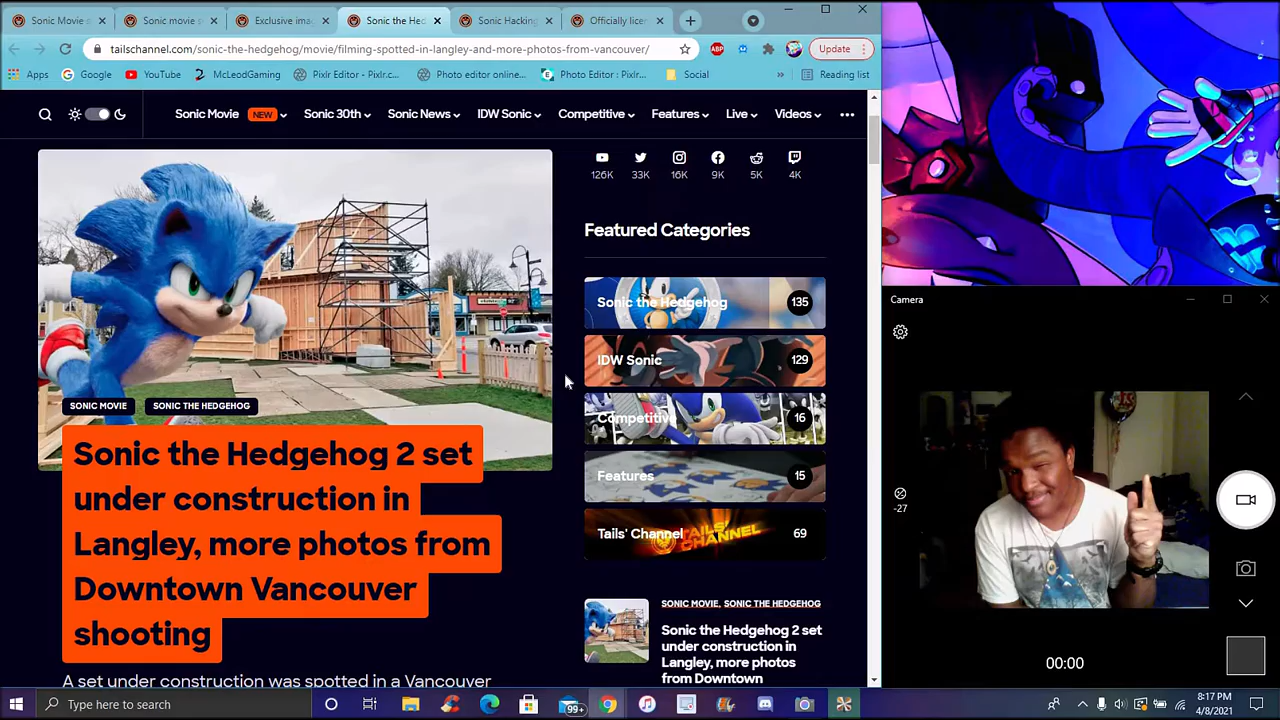 Sonic Movie
Sonic movie s
Exclusive ima
Sonic the Hed
Sonic Hacking
Officially lice
tailschannel.com/sonic-the-hedgehog/movie/filming-spotted-in-langley-and-more-photos-from-vancouver/
ABP
Update
Apps
Google
YouTube
McLeodGaming
Pixlr Editor - Pixlr.c...
Photo editor online...
Photo Editor : Pixlr...
Social
»
Reading list
Sonic Movie NEW
Sonic 30th
Sonic News
IDW Sonic
Competitive
Features
Live
Videos
126K
33K
16K
9K
5K
4K
Featured Categories
Sonic the Hedgehog 135
IDW Sonic 129
Competitive 16
Features 15
Tails' Channel 69
SONIC MOVIE
SONIC THE HEDGEHOG
Sonic the Hedgehog 2 set
under construction in
Langley, more photos from
Downtown Vancouver
shooting
A set under construction was spotted in a Vancouver
SONIC MOVIE, SONIC THE HEDGEHOG
Sonic the Hedgehog 2 set
under construction in
Langley, more photos
from Downtown
Camera
-27
00:00
Type here to search
99+
8:17 PM
4/8/2021